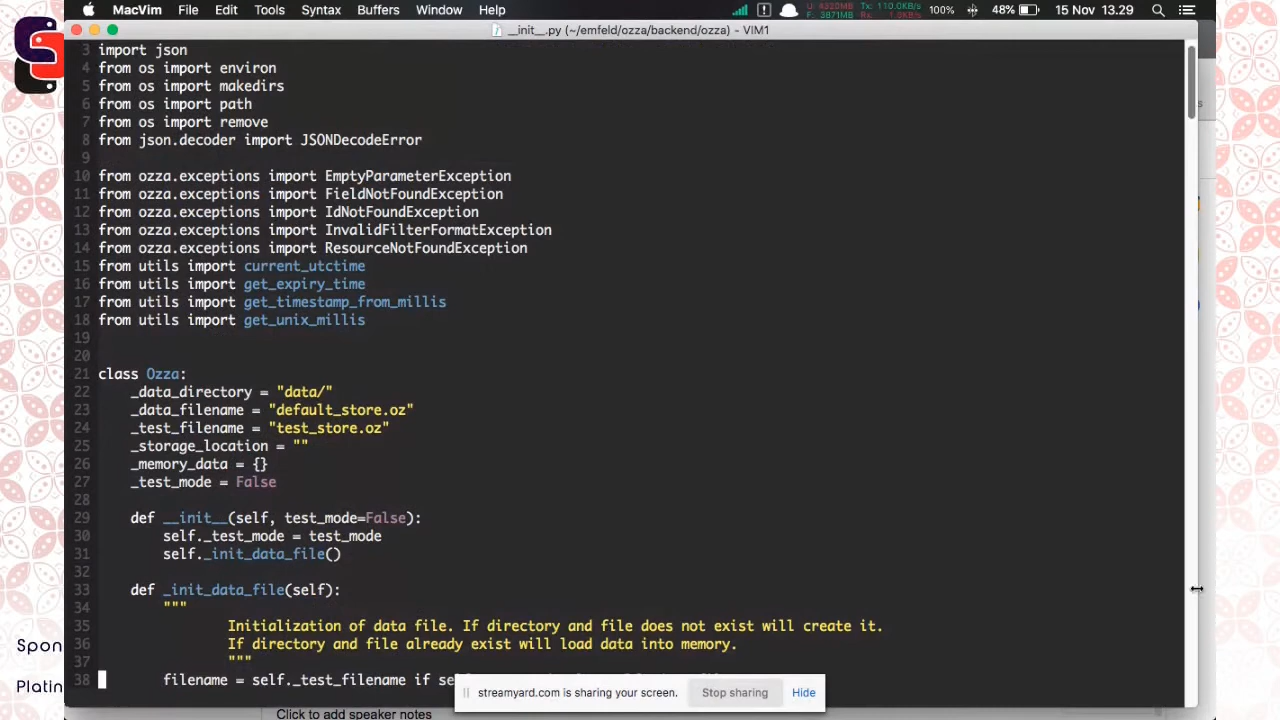 MacVim File Edit Tools Syntax Buffers Window Help
100% 48% 15 Nov 13.29
__init__.py (~/emfeld/ozza/backend/ozza) - VIM1
3 import json
4 from os import environ
5 from os import makedirs
6 from os import path
7 from os import remove
8 from json.decoder import JSONDecodeError
9
10 from ozza.exceptions import EmptyParameterException
11 from ozza.exceptions import FieldNotFoundException
12 from ozza.exceptions import IdNotFoundException
13 from ozza.exceptions import InvalidFilterFormatException
14 from ozza.exceptions import ResourceNotFoundException
15 from utils import current_utctime
16 from utils import get_expiry_time
17 from utils import get_timestamp_from_millis
18 from utils import get_unix_millis
19
20
21 class Ozza:
22 _data_directory = "data/"
23 _data_filename = "default_store.oz"
24 _test_filename = "test_store.oz"
25 _storage_location = ""
26 _memory_data = {}
27 _test_mode = False
28
29 def __init__(self, test_mode=False):
30 self._test_mode = test_mode
31 self._init_data_file()
32
33 def _init_data_file(self):
34 """
35 Initialization of data file. If directory and file does not exist will create it.
36 If directory and file already exist will load data into memory.
37 """
38 filename = self._test_filename if
streamyard.com is sharing your screen. Stop sharing Hide
Click to add speaker notes
Spon
Platin